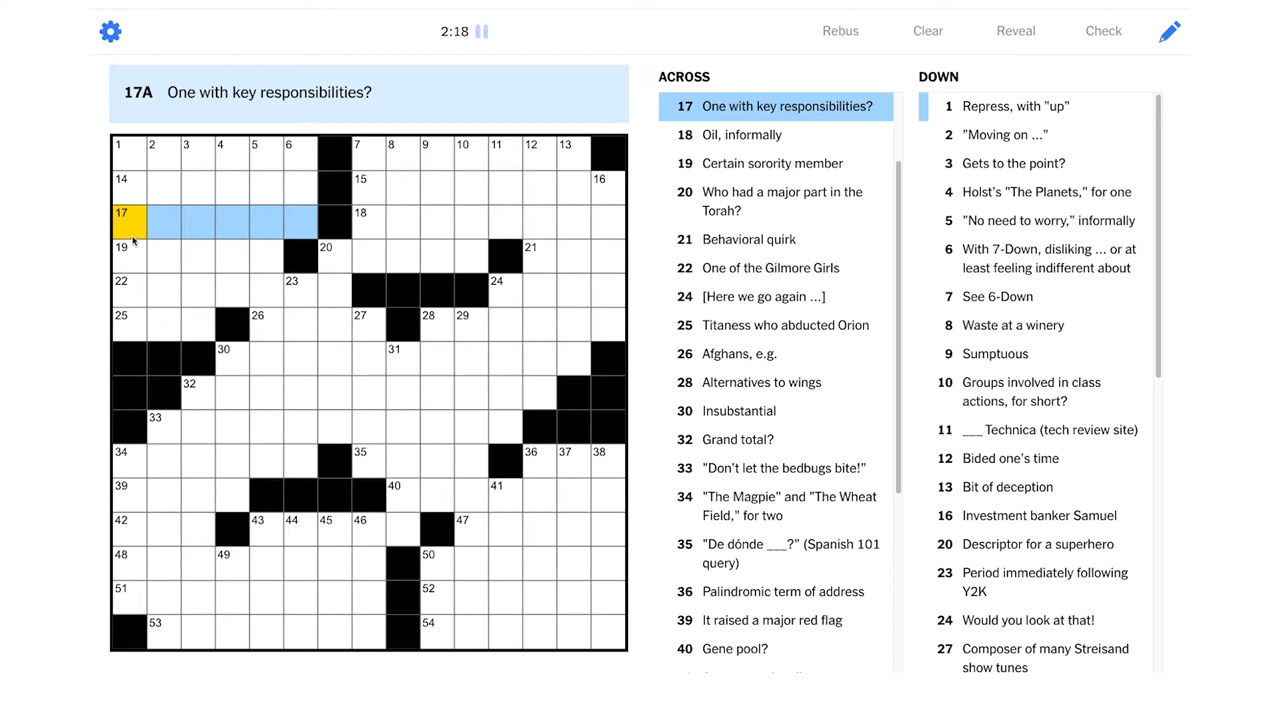 2:18
Rebus Clear Reveal Check
17A One with key responsibilities?
1 2 3 4 5 6 7 8 9 10 11 12 13
14 15 16
17 18
19 20 21
22 23 24
25 26 27 28 29
30 31
32
33
34 35 36 37 38
39 40 41
42 43 44 45 46 47
48 49 50
51 52
53 54
ACROSS
17 One with key responsibilities?
18 Oil, informally
19 Certain sorority member
20 Who had a major part in the
Torah?
21 Behavioral quirk
22 One of the Gilmore Girls
24 [Here we go again ...]
25 Titaness who abducted Orion
26 Afghans, e.g.
28 Alternatives to wings
30 Insubstantial
32 Grand total?
33 "Don't let the bedbugs bite!"
34 "The Magpie" and "The Wheat
Field," for two
35 "De dónde ___?" (Spanish 101
query)
36 Palindromic term of address
39 It raised a major red flag
40 Gene pool?
DOWN
1 Repress, with "up"
2 "Moving on ..."
3 Gets to the point?
4 Holst's "The Planets," for one
5 "No need to worry," informally
6 With 7-Down, disliking ... or at
least feeling indifferent about
7 See 6-Down
8 Waste at a winery
9 Sumptuous
10 Groups involved in class
actions, for short?
11 ___ Technica (tech review site)
12 Bided one's time
13 Bit of deception
16 Investment banker Samuel
20 Descriptor for a superhero
23 Period immediately following
Y2K
24 Would you look at that!
27 Composer of many Streisand
show tunes